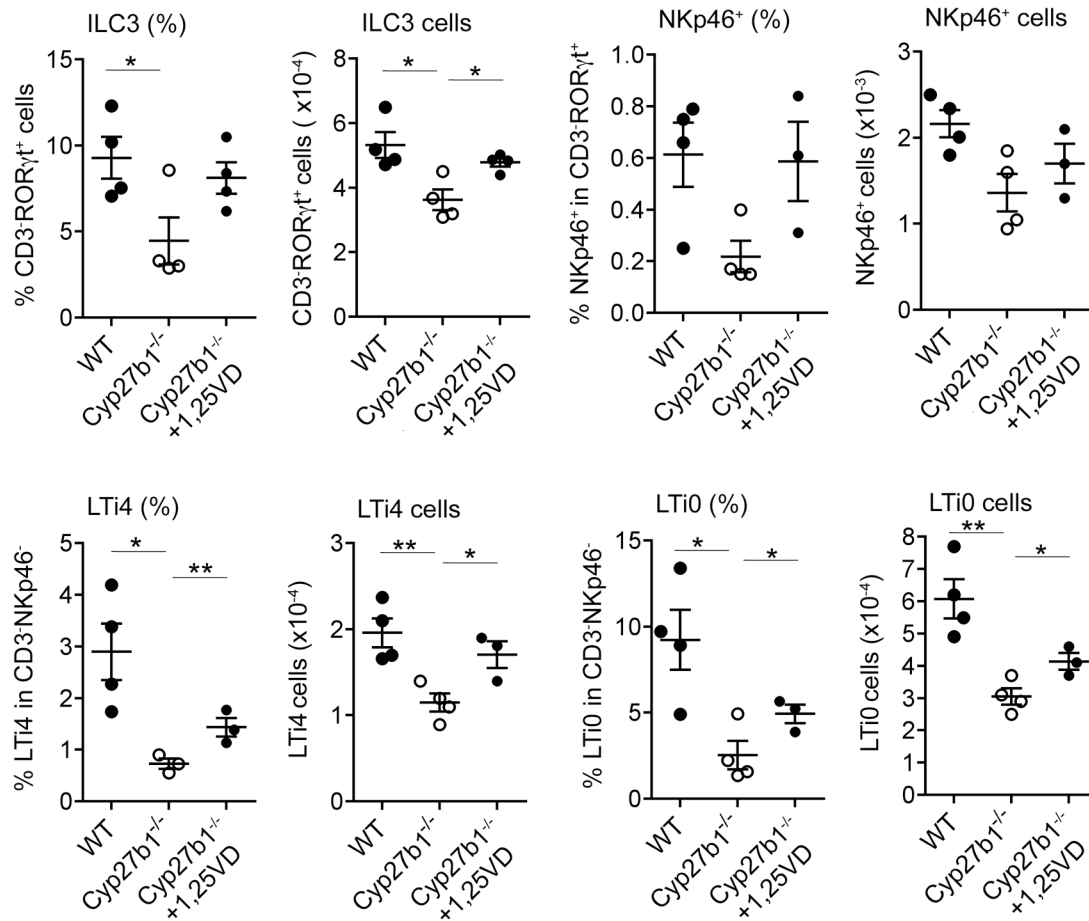 ILC3 (%)
% CD3⁻RORγt⁺ cells
15
10
5
0
*
WT
Cyp27b1⁻/⁻
Cyp27b1⁻/⁻
+1,25VD
ILC3 cells
CD3⁻RORγt⁺ cells ( x10⁻⁴)
8
6
4
2
0
*
*
WT
Cyp27b1⁻/⁻
Cyp27b1⁻/⁻
+1,25VD
NKp46⁺ (%)
% NKp46⁺ in CD3⁻RORγt⁺
1.0
0.8
0.6
0.4
0.2
0.0
WT
Cyp27b1⁻/⁻
Cyp27b1⁻/⁻
+1,25VD
NKp46⁺ cells
NKp46⁺ cells (x10⁻³)
3
2
1
0
WT
Cyp27b1⁻/⁻
Cyp27b1⁻/⁻
+1,25VD
LTi4 (%)
% LTi4 in CD3⁻NKp46⁻
5
4
3
2
1
0
*
**
WT
Cyp27b1⁻/⁻
Cyp27b1⁻/⁻
+1,25VD
LTi4 cells
LTi4 cells (x10⁻⁴)
3
2
1
0
**
*
WT
Cyp27b1⁻/⁻
Cyp27b1⁻/⁻
+1,25VD
LTi0 (%)
% LTi0 in CD3⁻NKp46⁻
15
10
5
0
*
*
WT
Cyp27b1⁻/⁻
Cyp27b1⁻/⁻
+1,25VD
LTi0 cells
LTi0 cells (x10⁻⁴)
8
7
6
5
4
3
2
1
0
**
*
WT
Cyp27b1⁻/⁻
Cyp27b1⁻/⁻
+1,25VD